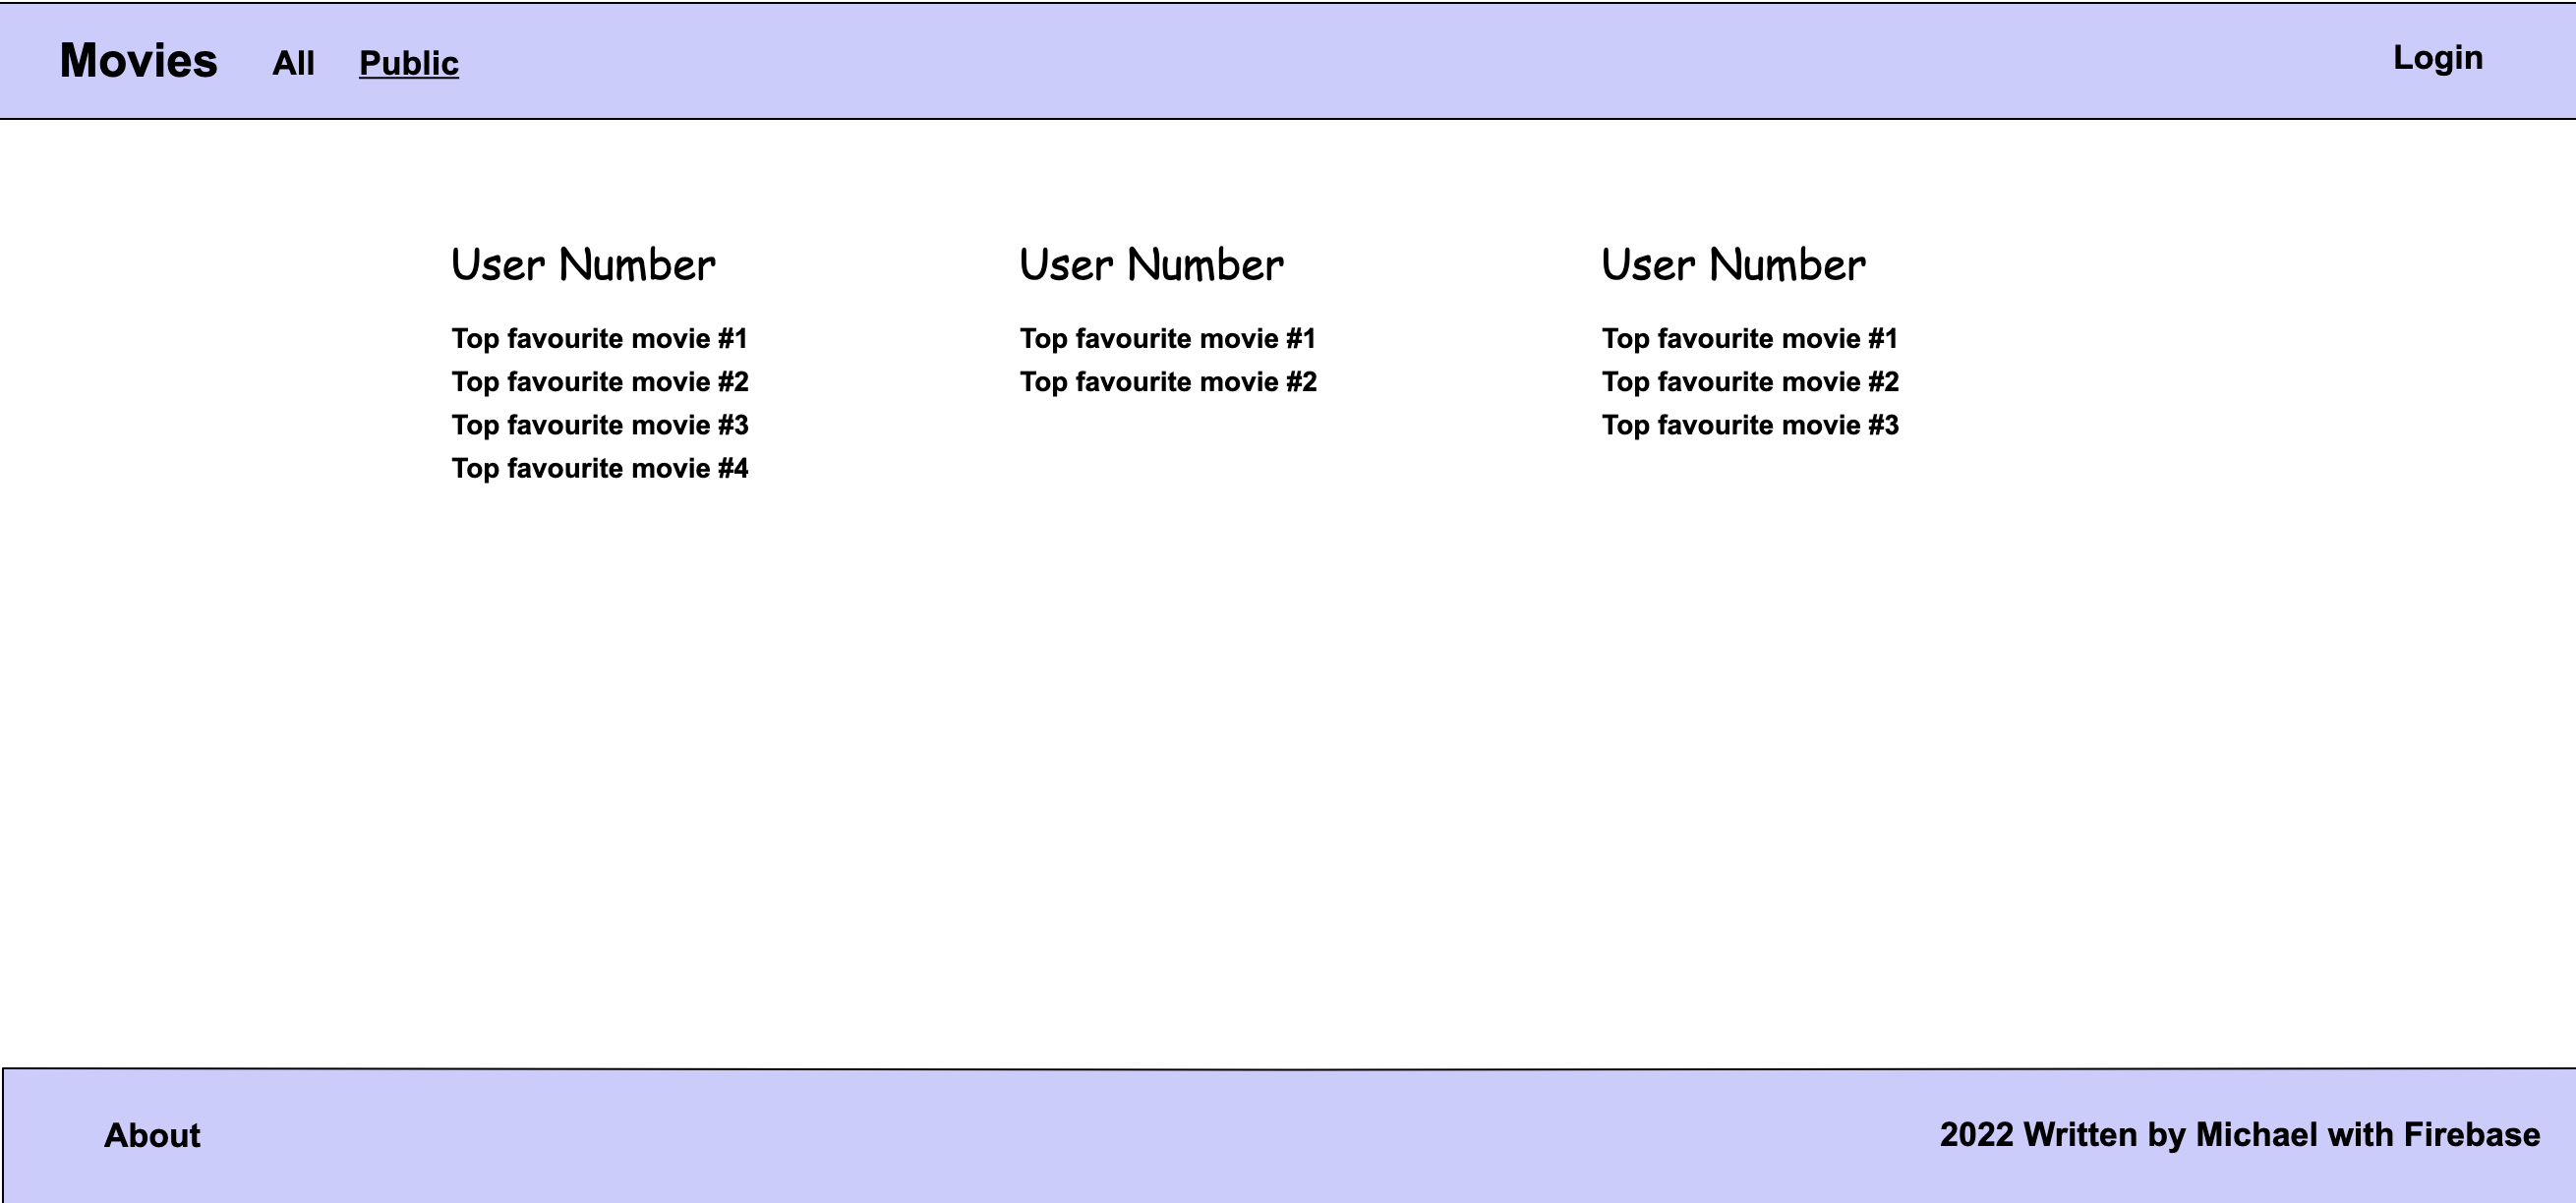 Movies All Public Login
User Number
Top favourite movie #1
Top favourite movie #2
Top favourite movie #3
Top favourite movie #4
User Number
Top favourite movie #1
Top favourite movie #2
User Number
Top favourite movie #1
Top favourite movie #2
Top favourite movie #3
About 2022 Written by Michael with Firebase